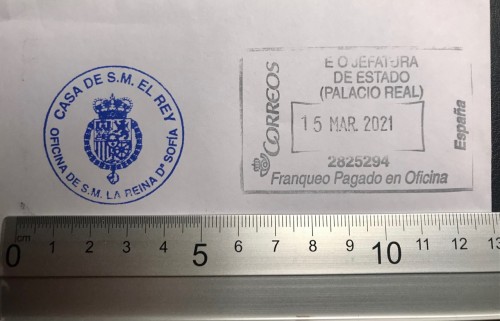 CASA DE S.M. EL REY
OFICINA DE S.M. LA REINA Dª SOFÍA
CORREOS
E O JEFATURA
DE ESTADO
(PALACIO REAL)
15 MAR. 2021
2825294
Franqueo Pagado en Oficina
España
0 cm 1 2 3 4 5 6 7 8 9 10 11 12 13